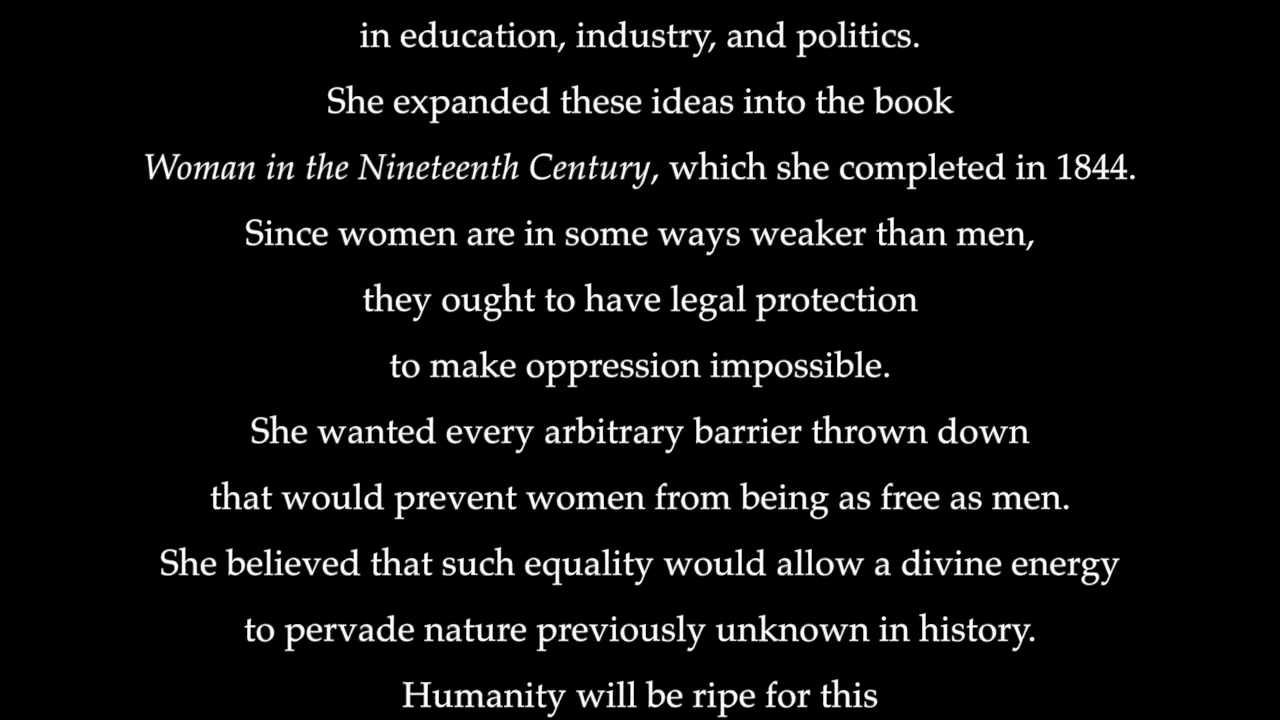 in education, industry, and politics.
She expanded these ideas into the book
Woman in the Nineteenth Century, which she completed in 1844.
Since women are in some ways weaker than men,
they ought to have legal protection
to make oppression impossible.
She wanted every arbitrary barrier thrown down
that would prevent women from being as free as men.
She believed that such equality would allow a divine energy
to pervade nature previously unknown in history.
Humanity will be ripe for this